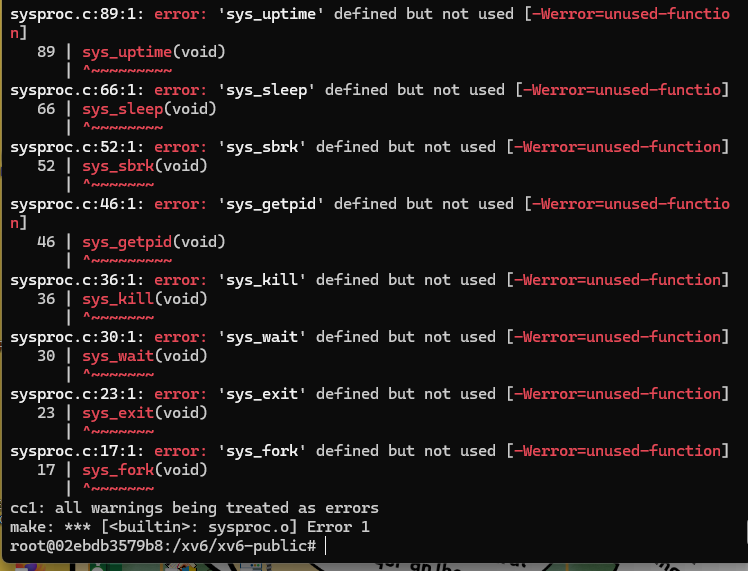 sysproc.c:89:1: error: 'sys_uptime' defined but not used [-Werror=unused-functio
n]
   89 | sys_uptime(void)
      | ^~~~~~~~~~
sysproc.c:66:1: error: 'sys_sleep' defined but not used [-Werror=unused-functio]
   66 | sys_sleep(void)
      | ^~~~~~~~~
sysproc.c:52:1: error: 'sys_sbrk' defined but not used [-Werror=unused-function]
   52 | sys_sbrk(void)
      | ^~~~~~~~
sysproc.c:46:1: error: 'sys_getpid' defined but not used [-Werror=unused-functio
n]
   46 | sys_getpid(void)
      | ^~~~~~~~~~
sysproc.c:36:1: error: 'sys_kill' defined but not used [-Werror=unused-function]
   36 | sys_kill(void)
      | ^~~~~~~~
sysproc.c:30:1: error: 'sys_wait' defined but not used [-Werror=unused-function]
   30 | sys_wait(void)
      | ^~~~~~~~
sysproc.c:23:1: error: 'sys_exit' defined but not used [-Werror=unused-function]
   23 | sys_exit(void)
      | ^~~~~~~~
sysproc.c:17:1: error: 'sys_fork' defined but not used [-Werror=unused-function]
   17 | sys_fork(void)
      | ^~~~~~~~
cc1: all warnings being treated as errors
make: *** [<builtin>: sysproc.o] Error 1
root@02ebdb3579b8:/xv6/xv6-public#